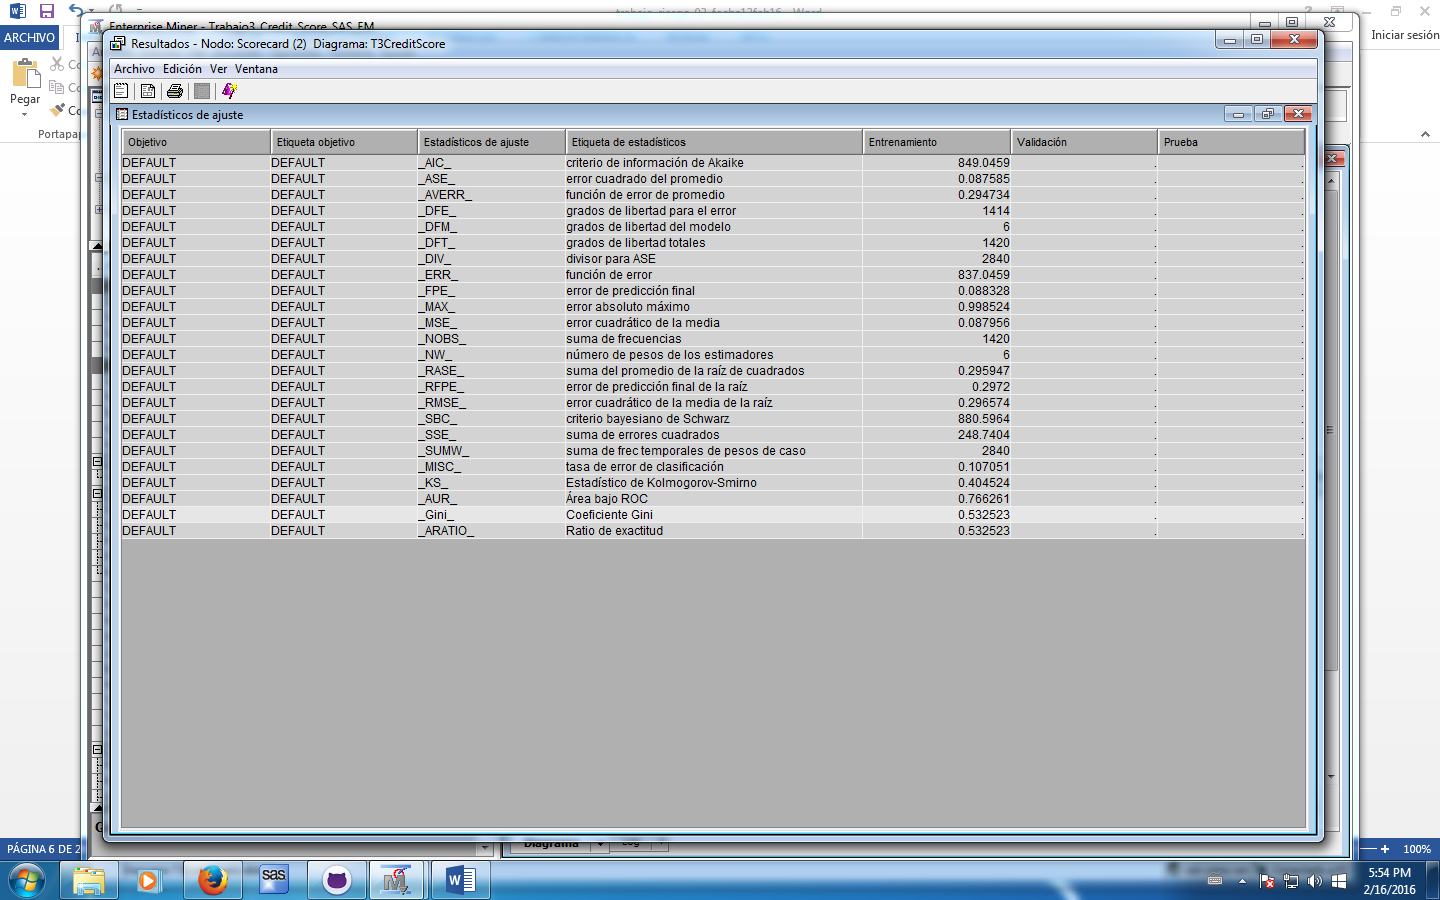 Enterprise Miner - Trabajo3_Credit_Score_SAS_EM
ARCHIVO
Iniciar sesión
Pegar
Resultados - Nodo: Scorecard (2) Diagrama: T3CreditScore
Archivo Edición Ver Ventana
Estadísticos de ajuste
Objetivo Etiqueta objetivo Estadísticos de ajuste Etiqueta de estadísticos Entrenamiento Validación Prueba
DEFAULT DEFAULT _AIC_ criterio de información de Akaike 849.0459 . .
DEFAULT DEFAULT _ASE_ error cuadrado del promedio 0.087585 . .
DEFAULT DEFAULT _AVERR_ función de error de promedio 0.294734 . .
DEFAULT DEFAULT _DFE_ grados de libertad para el error 1414 . .
DEFAULT DEFAULT _DFM_ grados de libertad del modelo 6 . .
DEFAULT DEFAULT _DFT_ grados de libertad totales 1420 . .
DEFAULT DEFAULT _DIV_ divisor para ASE 2840 . .
DEFAULT DEFAULT _ERR_ función de error 837.0459 . .
DEFAULT DEFAULT _FPE_ error de predicción final 0.088328 . .
DEFAULT DEFAULT _MAX_ error absoluto máximo 0.998524 . .
DEFAULT DEFAULT _MSE_ error cuadrático de la media 0.087956 . .
DEFAULT DEFAULT _NOBS_ suma de frecuencias 1420 . .
DEFAULT DEFAULT _NW_ número de pesos de los estimadores 6 . .
DEFAULT DEFAULT _RASE_ suma del promedio de la raíz de cuadrados 0.295947 . .
DEFAULT DEFAULT _RFPE_ error de predicción final de la raíz 0.2972 . .
DEFAULT DEFAULT _RMSE_ error cuadrático de la media de la raíz 0.296574 . .
DEFAULT DEFAULT _SBC_ criterio bayesiano de Schwarz 880.5964 . .
DEFAULT DEFAULT _SSE_ suma de errores cuadrados 248.7404 . .
DEFAULT DEFAULT _SUMW_ suma de frec temporales de pesos de caso 2840 . .
DEFAULT DEFAULT _MISC_ tasa de error de clasificación 0.107051 . .
DEFAULT DEFAULT _KS_ Estadístico de Kolmogorov-Smirno 0.404524 . .
DEFAULT DEFAULT _AUR_ Área bajo ROC 0.766261 . .
DEFAULT DEFAULT _Gini_ Coeficiente Gini 0.532523 . .
DEFAULT DEFAULT _ARATIO_ Ratio de exactitud 0.532523 . .
Portapap
Diagrama Log
PÁGINA 6 DE 2
100%
sas
5:54 PM
2/16/2016